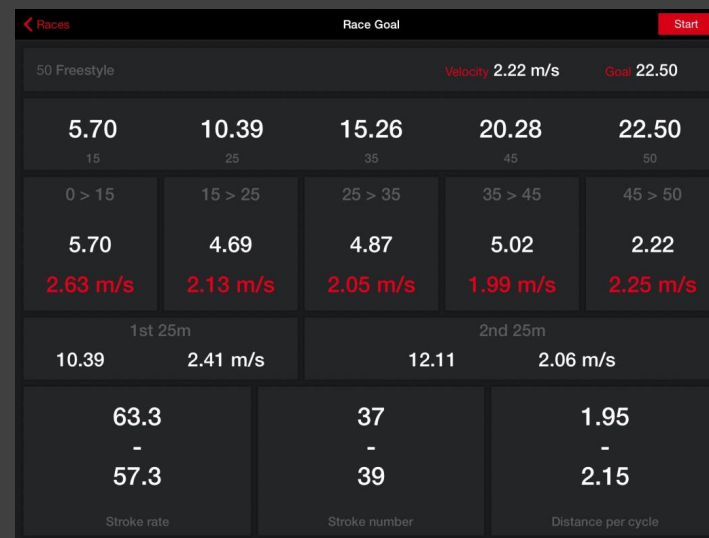 Races Race Goal Start
50 Freestyle Velocity 2.22 m/s Goal 22.50
5.70 10.39 15.26 20.28 22.50
15 25 35 45 50
0 > 15 15 > 25 25 > 35 35 > 45 45 > 50
5.70 4.69 4.87 5.02 2.22
2.63 m/s 2.13 m/s 2.05 m/s 1.99 m/s 2.25 m/s
1st 25m 2nd 25m
10.39 2.41 m/s 12.11 2.06 m/s
63.3 37 1.95
- - -
57.3 39 2.15
Stroke rate Stroke number Distance per cycle